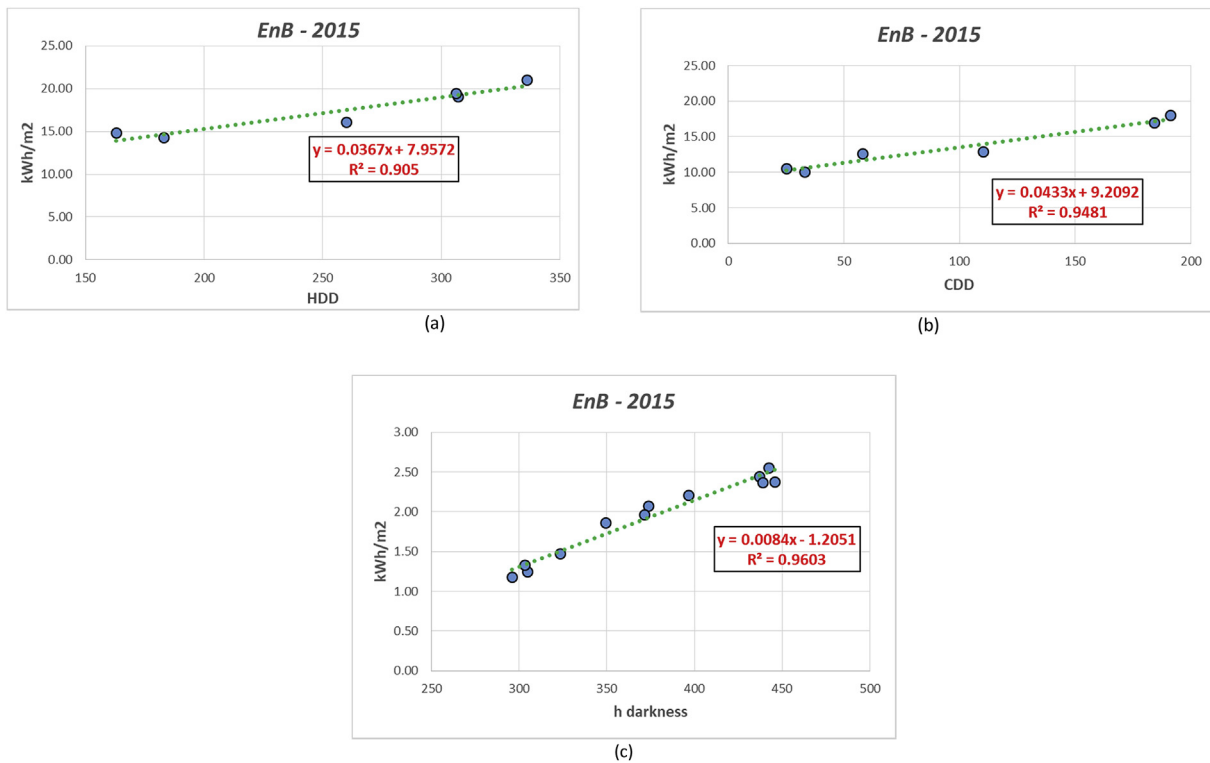 EnB - 2015
kWh/m2
25.00
20.00
15.00
10.00
5.00
0.00
y = 0.0367x + 7.9572
R² = 0.905
150 200 250 300 350
HDD
(a)
EnB - 2015
kWh/m2
25.00
20.00
15.00
10.00
5.00
0.00
y = 0.0433x + 9.2092
R² = 0.9481
0 50 100 150 200
CDD
(b)
EnB - 2015
kWh/m2
3.00
2.50
2.00
1.50
1.00
0.50
0.00
y = 0.0084x - 1.2051
R² = 0.9603
250 300 350 400 450 500
h darkness
(c)